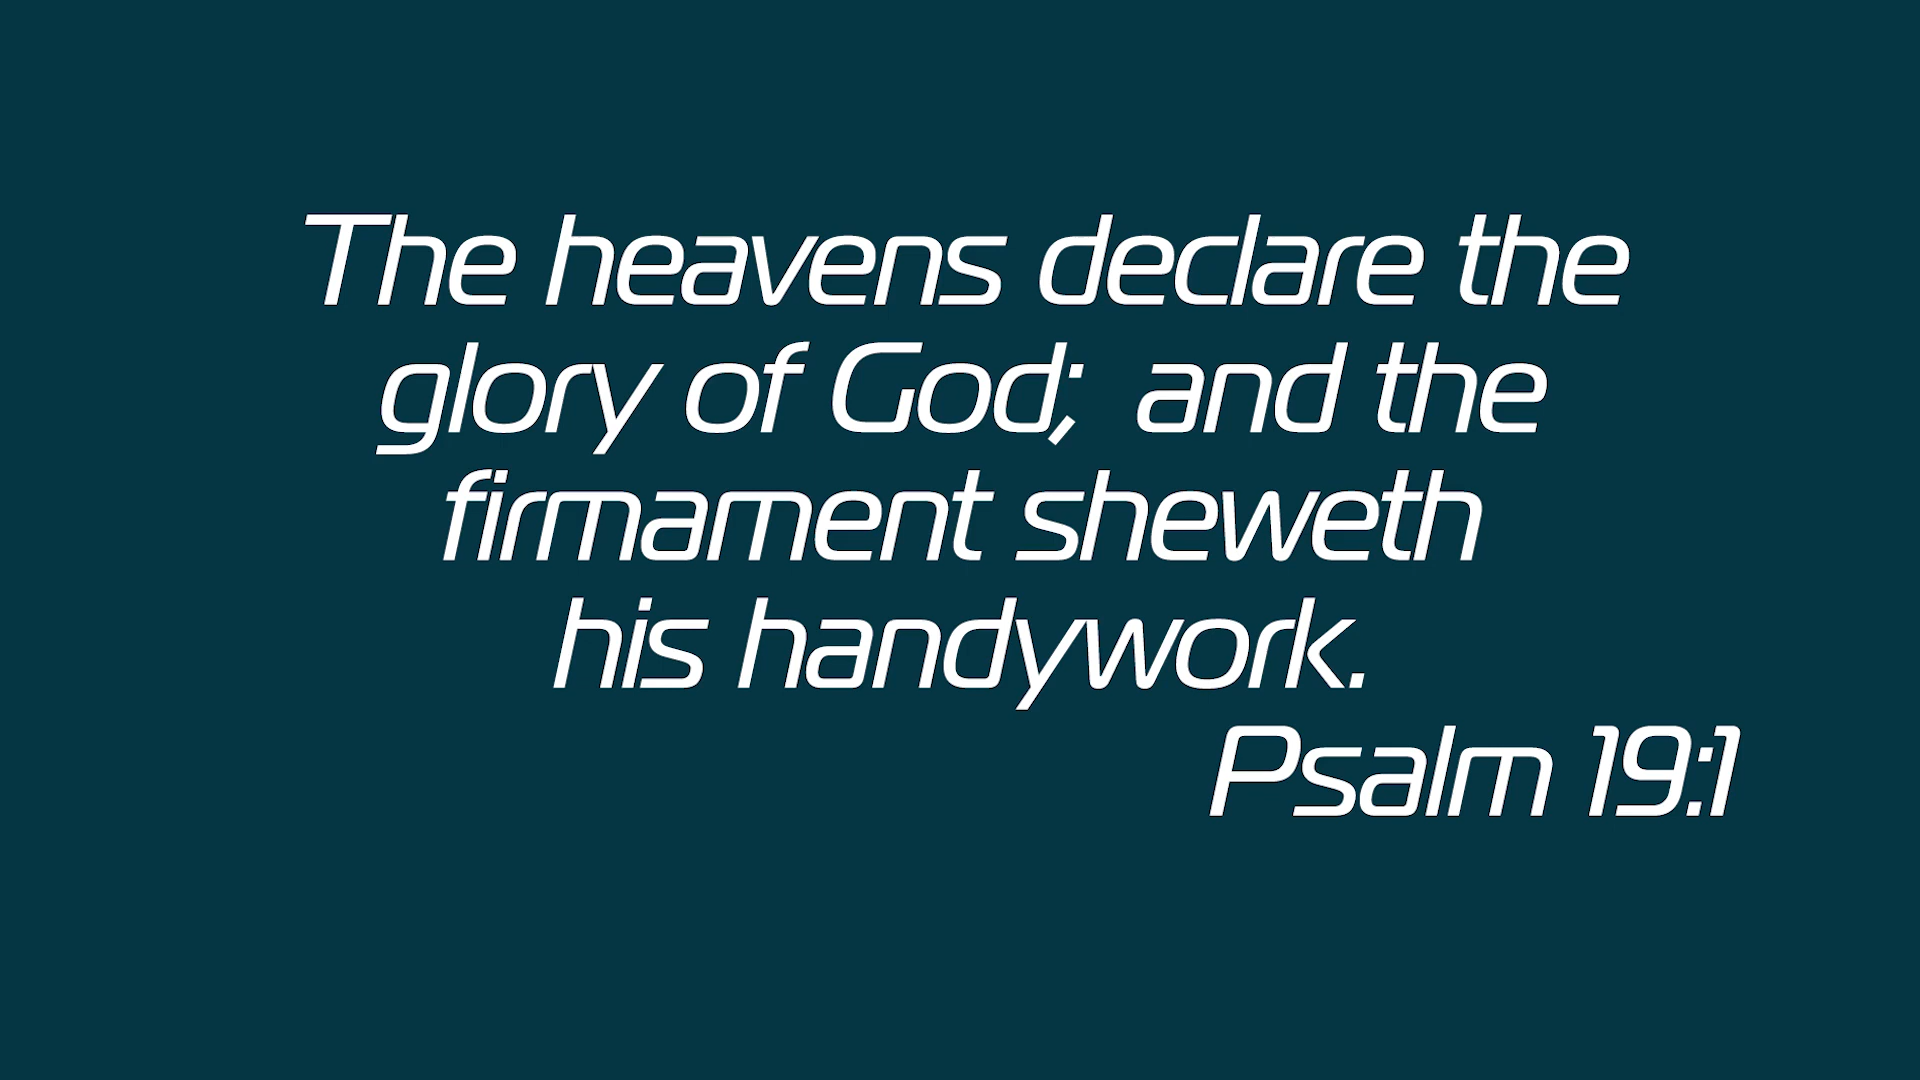 The heavens declare the
glory of God; and the
firmament sheweth
his handywork.
Psalm 19:1